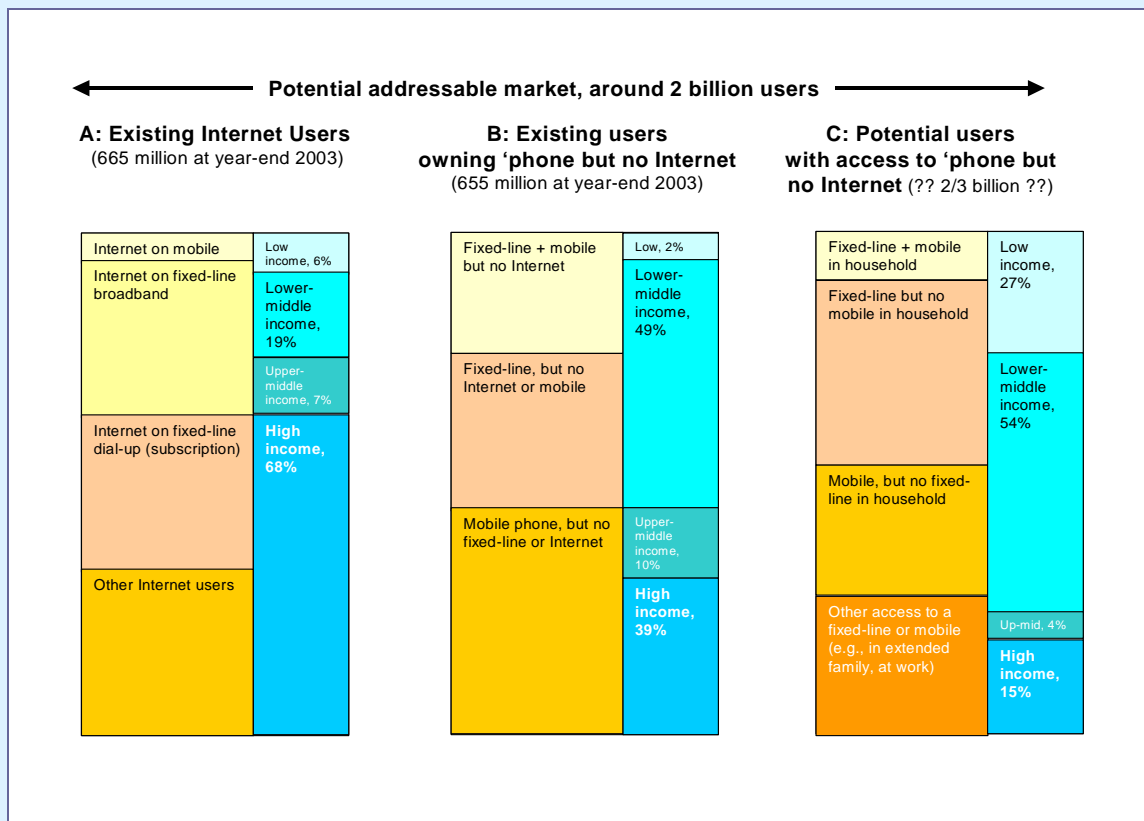 Potential addressable market, around 2 billion users
A: Existing Internet Users
(665 million at year-end 2003)
B: Existing users
owning ‘phone but no Internet
(655 million at year-end 2003)
C: Potential users
with access to ‘phone but
no Internet (?? 2/3 billion ??)
Internet on mobile
Internet on fixed-line
broadband
Internet on fixed-line
dial-up (subscription)
Other Internet users
Low
income, 6%
Lower-
middle
income,
19%
Upper-
middle
income, 7%
High
income,
68%
Fixed-line + mobile
but no Internet
Fixed-line, but no
Internet or mobile
Mobile phone, but no
fixed-line or Internet
Low, 2%
Lower-
middle
income,
49%
Upper-
middle
income,
10%
High
income,
39%
Fixed-line + mobile
in household
Fixed-line but no
mobile in household
Mobile, but no fixed-
line in household
Other access to a
fixed-line or mobile
(e.g., in extended
family, at work)
Low
income,
27%
Lower-
middle
income,
54%
Up-mid, 4%
High
income,
15%